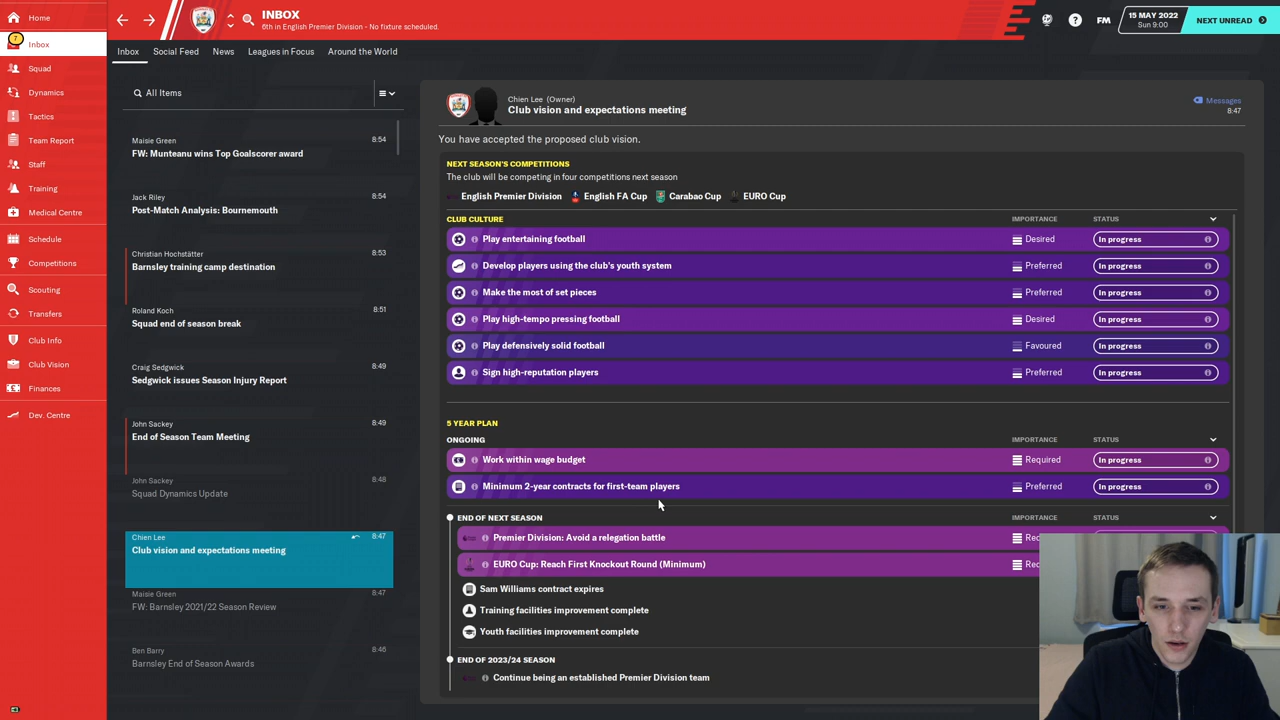 Home
7
Inbox
Squad
Dynamics
Tactics
Team Report
Staff
Training
Medical Centre
Schedule
Competitions
Scouting
Transfers
Club Info
Club Vision
Finances
Dev. Centre
INBOX
6th in English Premier Division - No fixture scheduled.
?
FM
15 MAY 2022
Sun 9:00
NEXT UNREAD
Inbox Social Feed News Leagues in Focus Around the World
All Items
Maisie Green 8:54
FW: Munteanu wins Top Goalscorer award
Jack Riley 8:54
Post-Match Analysis: Bournemouth
Christian Hochstätter 8:53
Barnsley training camp destination
Roland Koch 8:51
Squad end of season break
Craig Sedgwick 8:49
Sedgwick issues Season Injury Report
John Sackey 8:49
End of Season Team Meeting
John Sackey 8:48
Squad Dynamics Update
Chien Lee 8:47
Club vision and expectations meeting
Maisie Green 8:47
FW: Barnsley 2021/22 Season Review
Ben Barry 8:46
Barnsley End of Season Awards
Chien Lee (Owner)
Club vision and expectations meeting
Messages
8:47
You have accepted the proposed club vision.
NEXT SEASON'S COMPETITIONS
The club will be competing in four competitions next season
English Premier Division English FA Cup Carabao Cup EURO Cup
CLUB CULTURE IMPORTANCE STATUS
Play entertaining football Desired In progress
Develop players using the club's youth system Preferred In progress
Make the most of set pieces Preferred In progress
Play high-tempo pressing football Desired In progress
Play defensively solid football Favoured In progress
Sign high-reputation players Preferred In progress
5 YEAR PLAN
ONGOING IMPORTANCE STATUS
Work within wage budget Required In progress
Minimum 2-year contracts for first-team players Preferred In progress
END OF NEXT SEASON IMPORTANCE STATUS
Premier Division: Avoid a relegation battle
EURO Cup: Reach First Knockout Round (Minimum)
Sam Williams contract expires
Training facilities improvement complete
Youth facilities improvement complete
END OF 2023/24 SEASON
Continue being an established Premier Division team